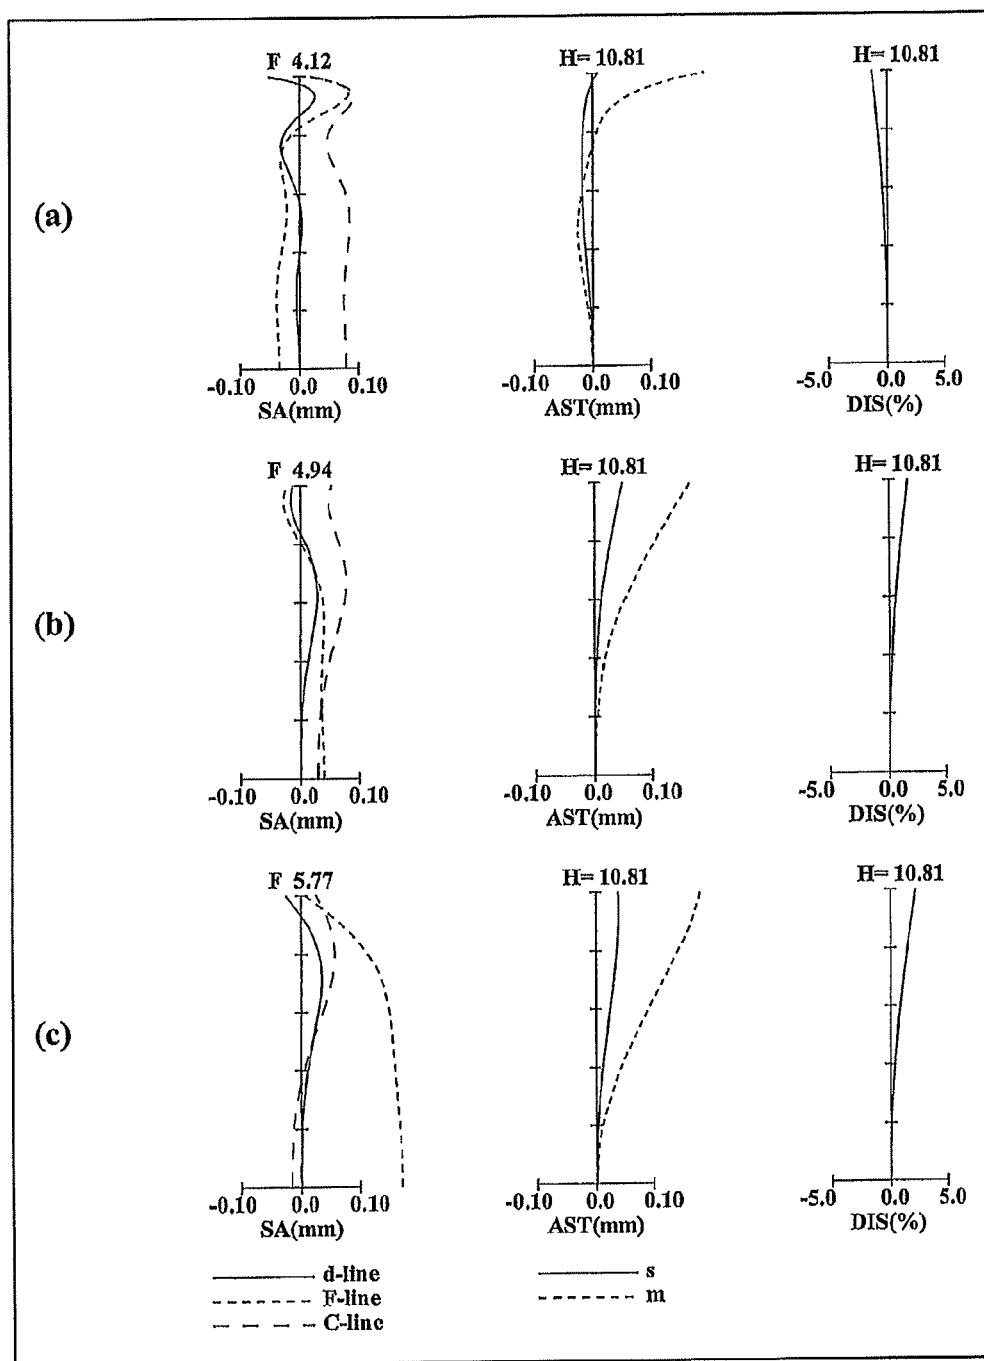 F 4.12 H= 10.81 H= 10.81
(a)
-0.10 0.0 0.10 -0.10 0.0 0.10 -5.0 0.0 5.0
SA(mm) AST(mm) DIS(%)
F 4.94 H= 10.81 H= 10.81
(b)
-0.10 0.0 0.10 -0.10 0.0 0.10 -5.0 0.0 5.0
SA(mm) AST(mm) DIS(%)
F 5.77 H= 10.81 H= 10.81
(c)
-0.10 0.0 0.10 -0.10 0.0 0.10 -5.0 0.0 5.0
SA(mm) AST(mm) DIS(%)
d-line s
F-line m
C-line